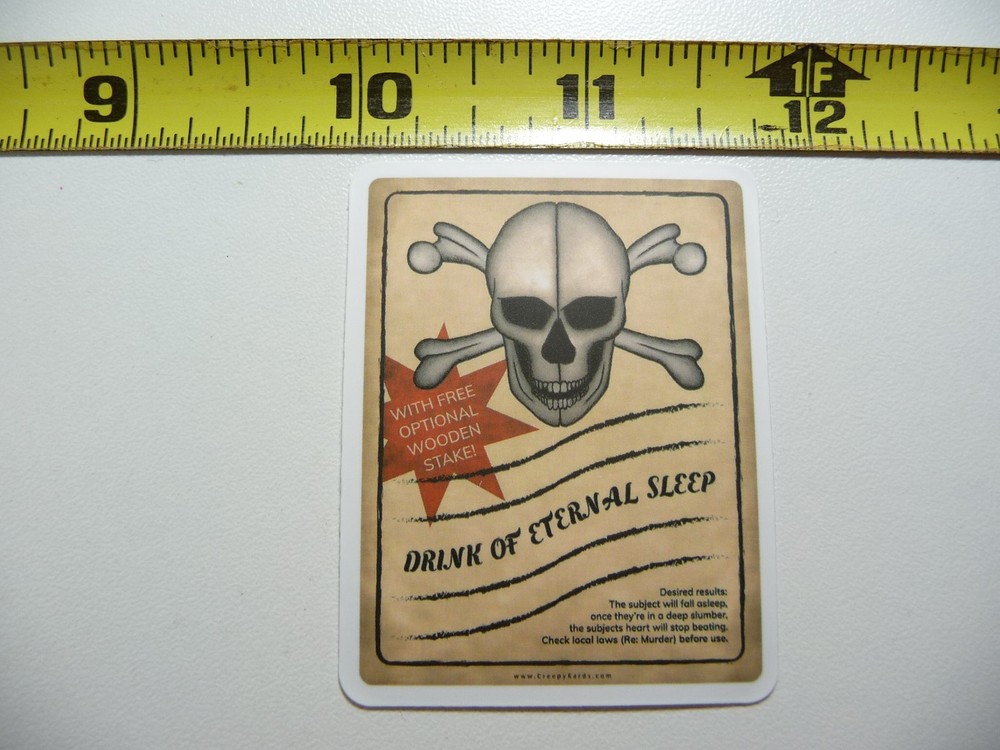 9 10 11 1F 12
WITH FREE
OPTIONAL
WOODEN
STAKE!
DRINK OF ETERNAL SLEEP
Desired results:
The subject will fall asleep,
once they're in a deep slumber,
the subjects heart will stop beating.
Check local laws (Re: Murder) before use.
www.CreepyKards.com